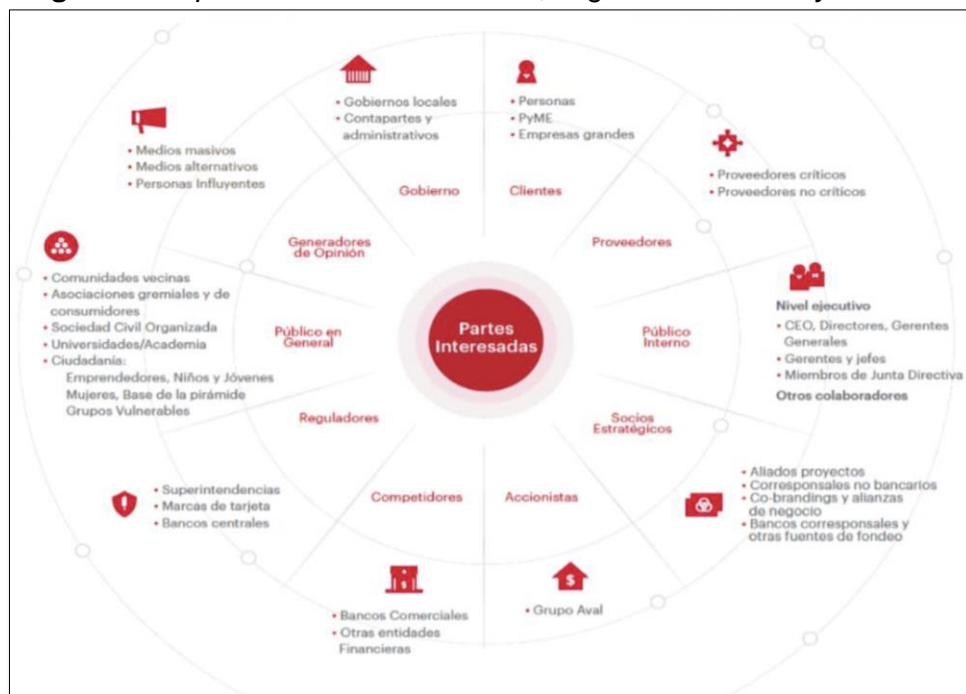 Gobiernos locales
Contapartes y
administrativos
Gobierno
Personas
PyME
Empresas grandes
Clientes
Proveedores críticos
Proveedores no críticos
Proveedores
Nivel ejecutivo
CEO, Directores, Gerentes
Generales
Gerentes y jefes
Miembros de Junta Directiva
Otros colaboradores
Público
Interno
Aliados proyectos
Corresponsales no bancarios
Co-brandings y alianzas
de negocio
Bancos corresponsales y
otras fuentes de fondeo
Socios
Estratégicos
Accionistas
Grupo Aval
Competidores
Bancos Comerciales
Otras entidades
Financieras
Reguladores
Superintendencias
Marcas de tarjeta
Bancos centrales
Público en
General
Comunidades vecinas
Asociaciones gremiales y de
consumidores
Sociedad Civil Organizada
Universidades/Academia
Ciudadanía:
Emprendedores, Niños y Jóvenes
Mujeres, Base de la pirámide
Grupos Vulnerables
Generadores
de Opinión
Medios masivos
Medios alternativos
Personas Influyentes
Partes
Interesadas